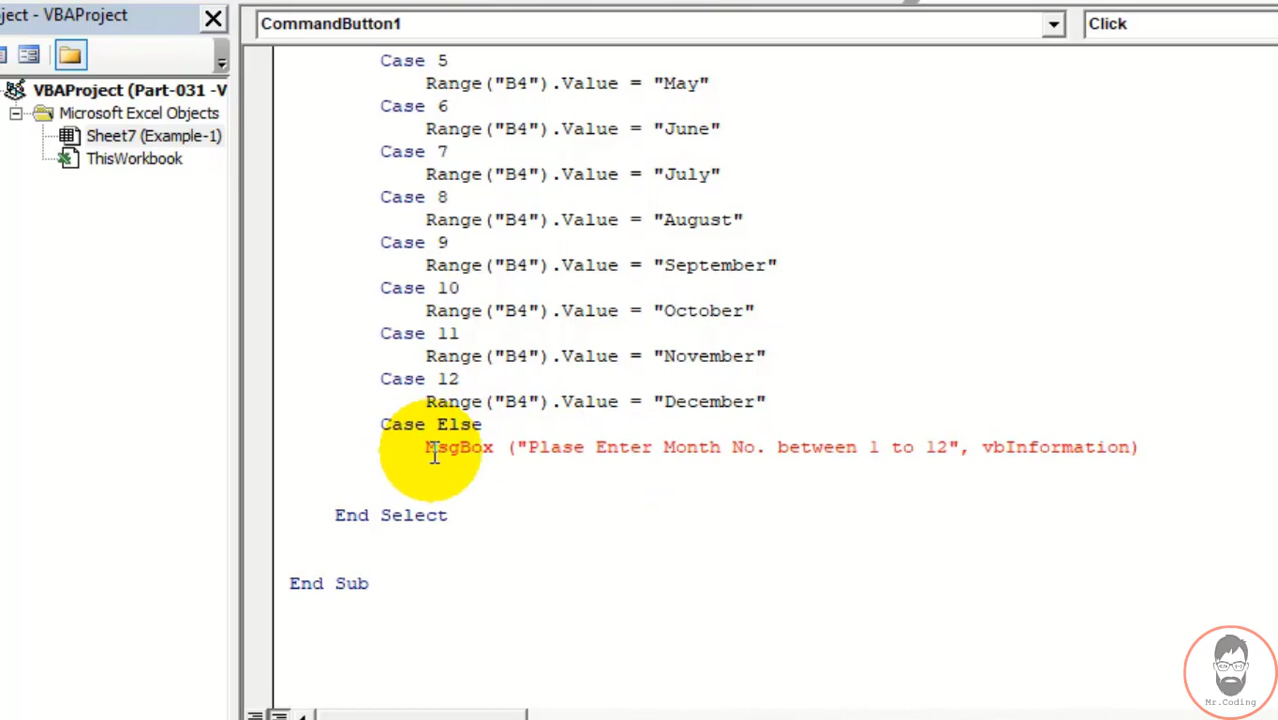 ject - VBAProject
CommandButton1
Click
VBAProject (Part-031 -V
Microsoft Excel Objects
Sheet7 (Example-1)
ThisWorkbook
Case 5
Range("B4").Value = "May"
Case 6
Range("B4").Value = "June"
Case 7
Range("B4").Value = "July"
Case 8
Range("B4").Value = "August"
Case 9
Range("B4").Value = "September"
Case 10
Range("B4").Value = "October"
Case 11
Range("B4").Value = "November"
Case 12
Range("B4").Value = "December"
Case Else
MsgBox ("Plase Enter Month No. between 1 to 12", vbInformation)
End Select
End Sub
Mr.Coding